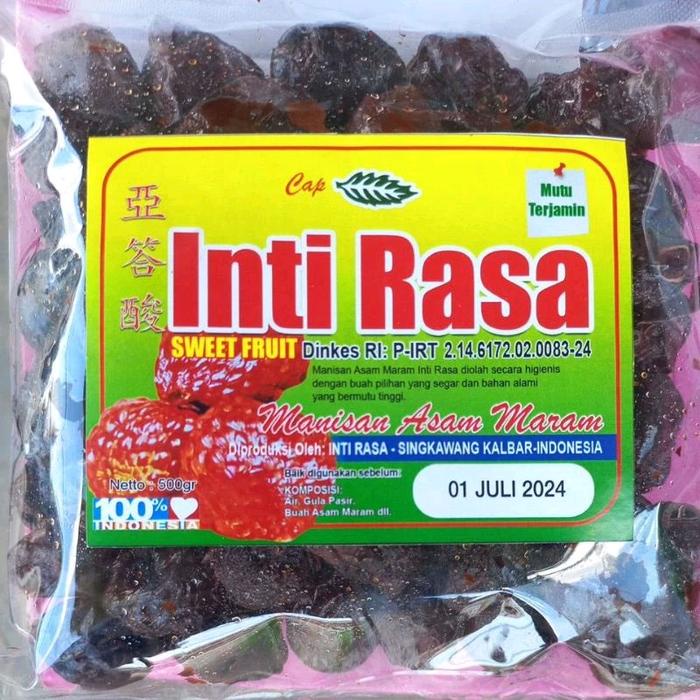 Cap
Mutu
Terjamin
亞
答
酸
Inti Rasa
SWEET FRUIT Dinkes RI: P-IRT 2.14.6172.02.0083-24
Manisan Asam Maram Inti Rasa diolah secara higienis
dengan buah pilihan yang segar dan bahan alami
yang bermutu tinggi.
Manisan Asam Maram
Diproduksi Oleh: INTI RASA - SINGKAWANG KALBAR-INDONESIA
Baik digunakan sebelum:
01 JULI 2024
Netto : 500gr
KOMPOSISI:
Air, Gula Pasir,
Buah Asam Maram dll.
100%
INDONESIA